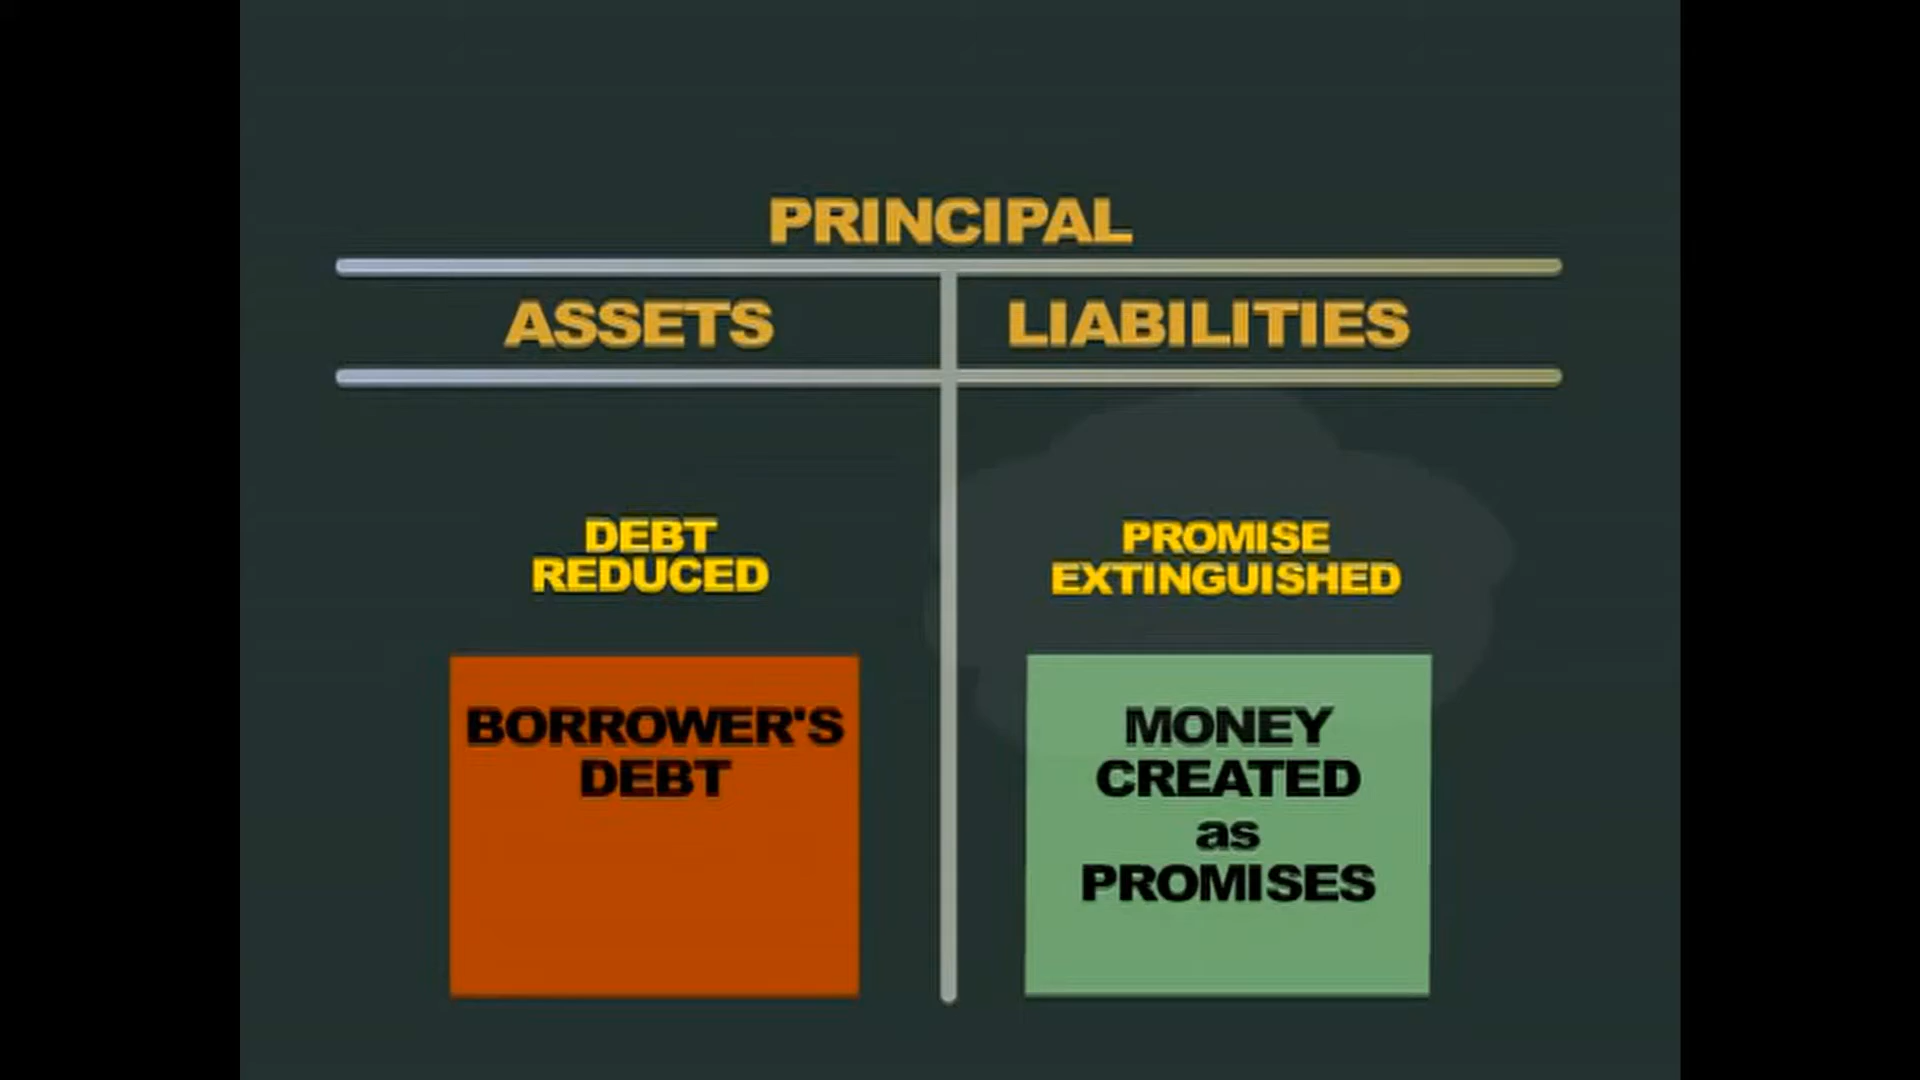 PRINCIPAL
ASSETS
LIABILITIES
DEBT
REDUCED
PROMISE
EXTINGUISHED
BORROWER'S
DEBT
MONEY
CREATED
as
PROMISES